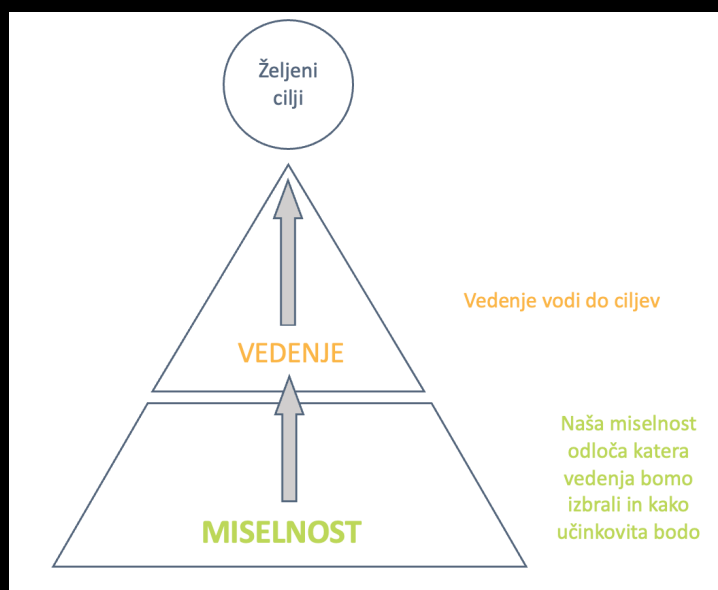 Željeni
cilji
Vedenje vodi do ciljev
VEDENJE
Naša miselnost
odloča katera
vedenja bomo
izbrali in kako
učinkovita bodo
MISELNOST